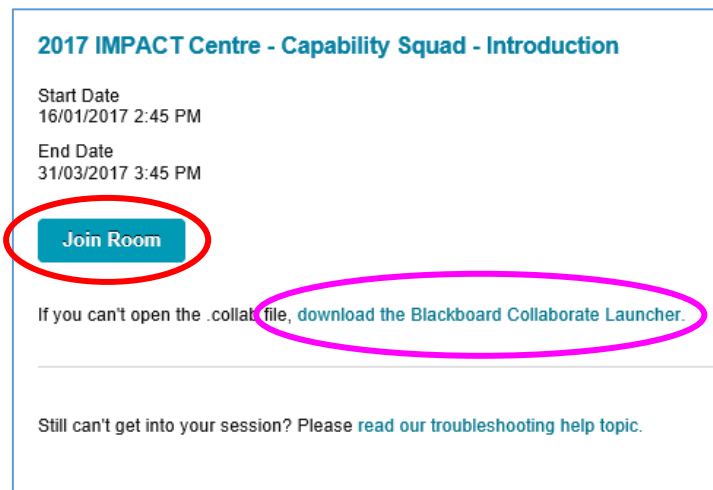 2017 IMPACT Centre - Capability Squad - Introduction
Start Date
16/01/2017 2:45 PM
End Date
31/03/2017 3:45 PM
Join Room
If you can't open the .collab file, download the Blackboard Collaborate Launcher.
Still can't get into your session? Please read our troubleshooting help topic.